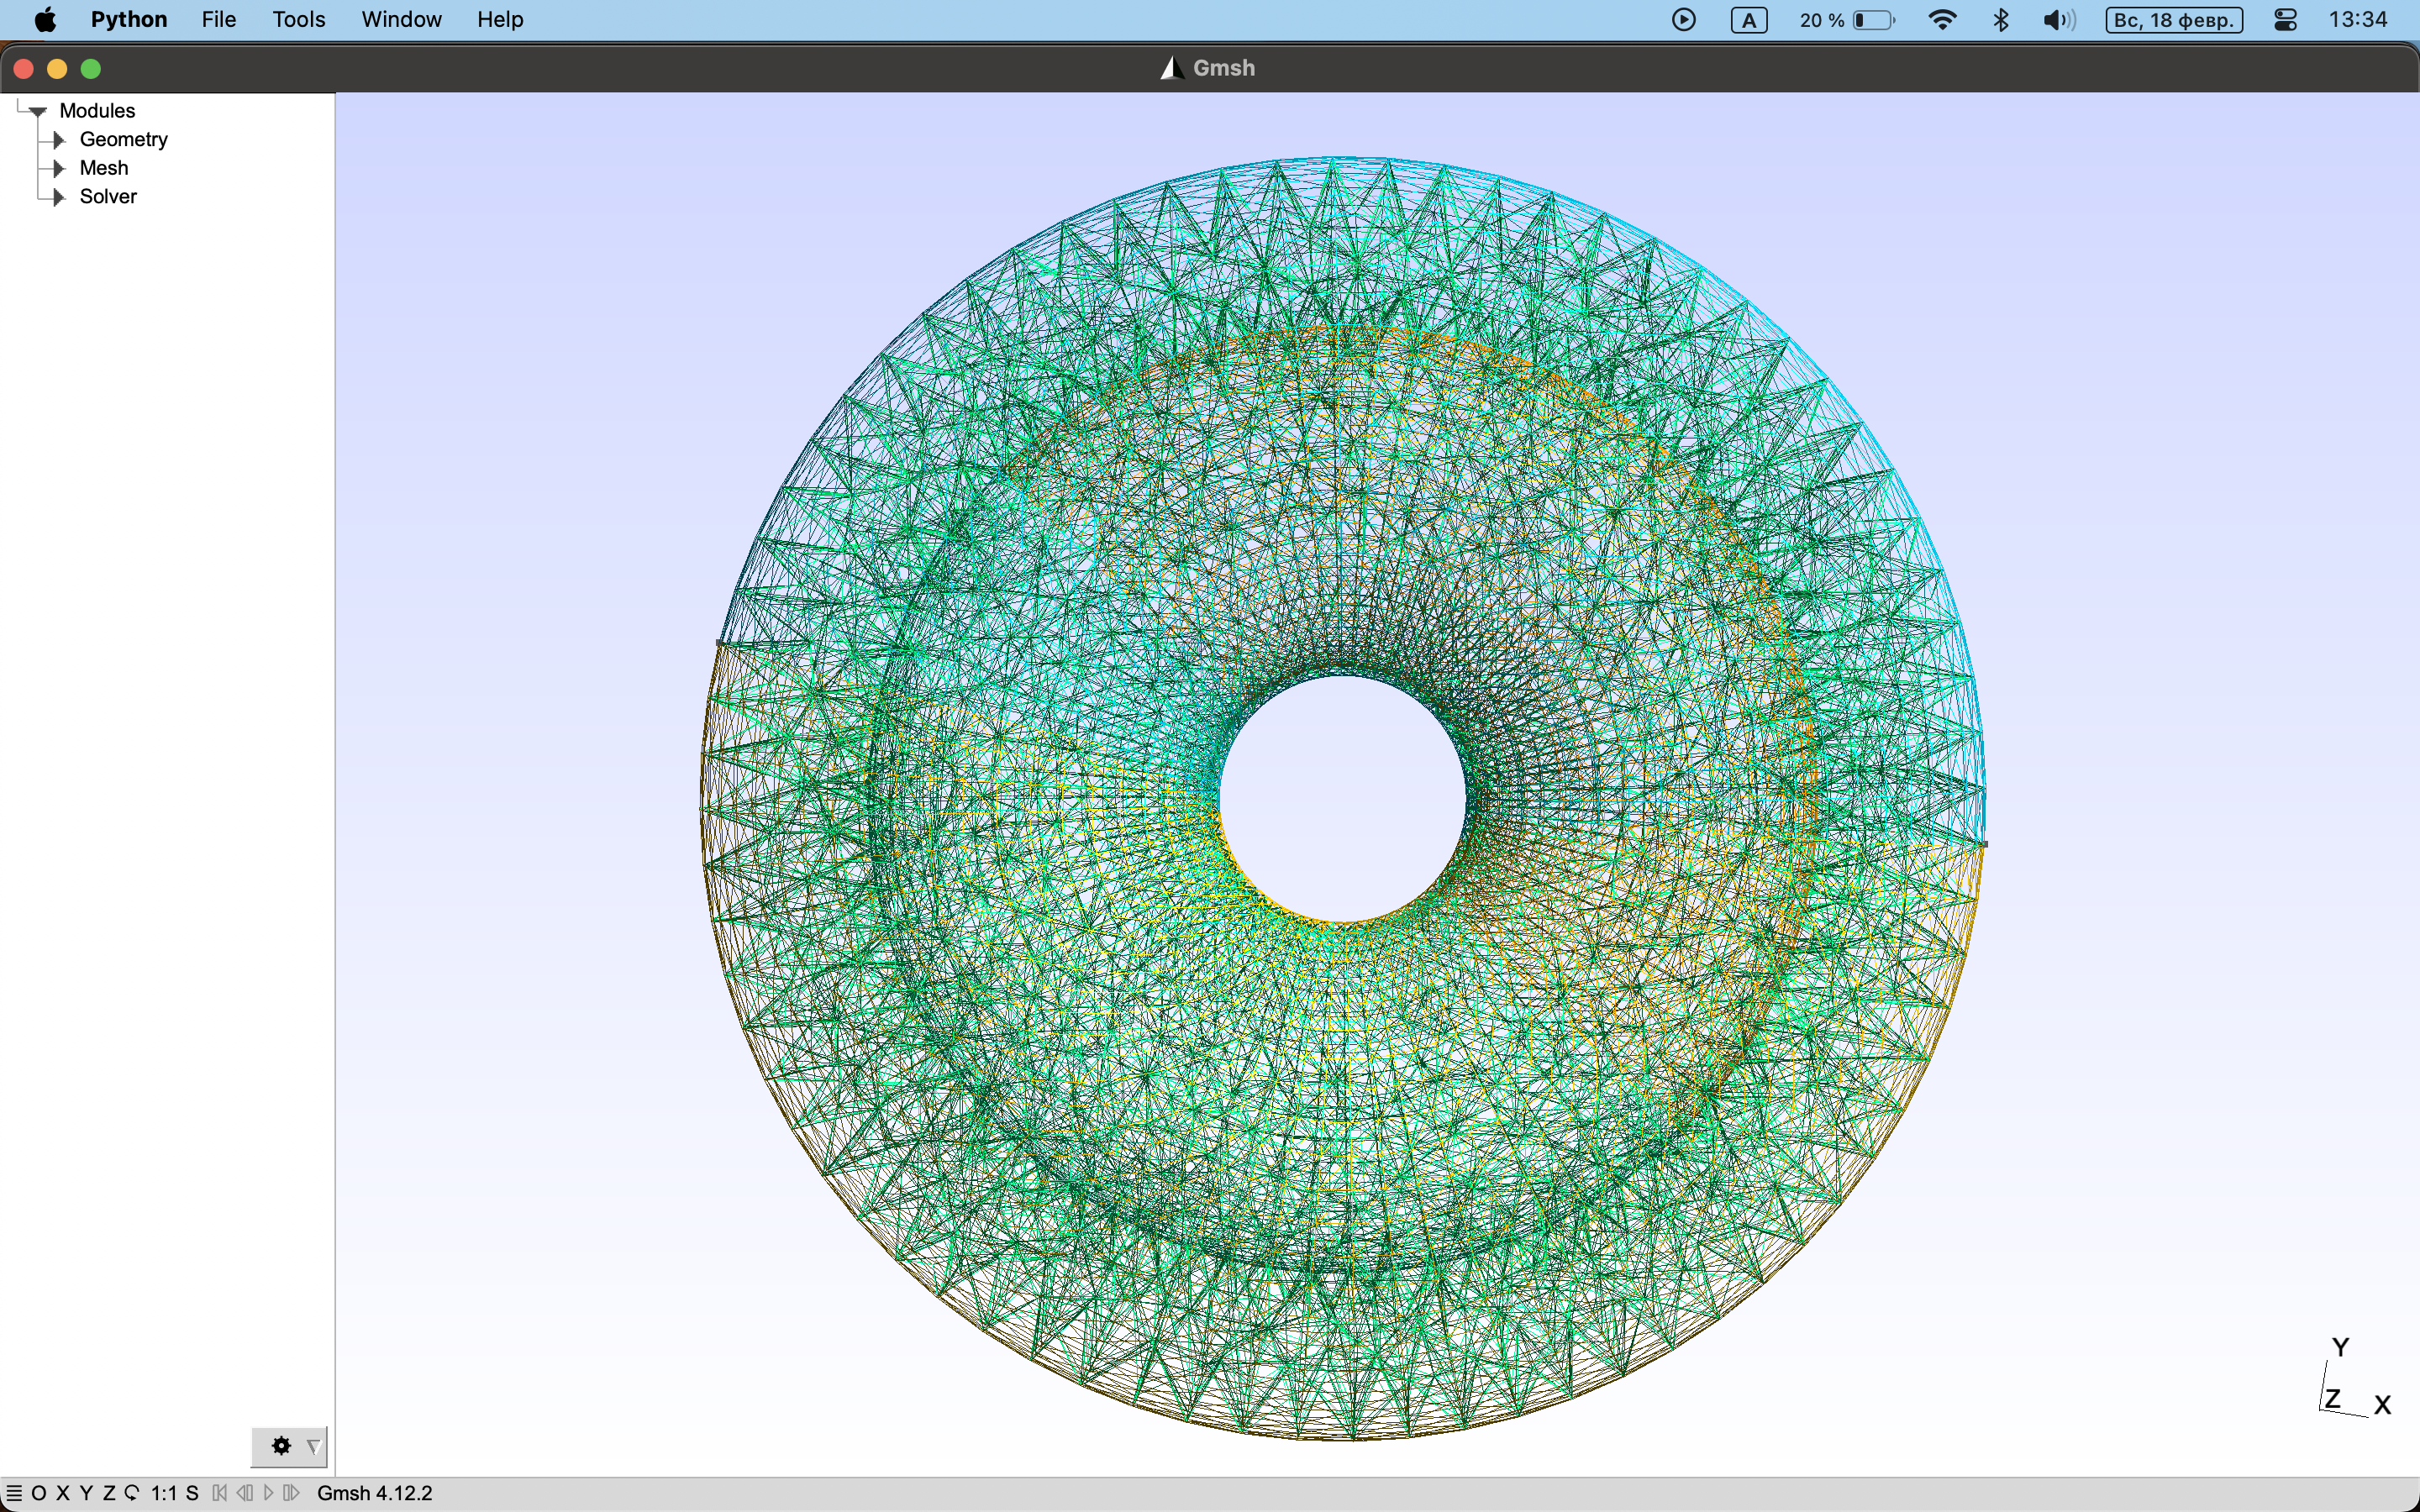 Python File Tools Window Help A 20 % Вс, 18 февр. 13:34
Gmsh
Modules
Geometry
Mesh
Solver
Y
Z X
O X Y Z 1:1 S Gmsh 4.12.2